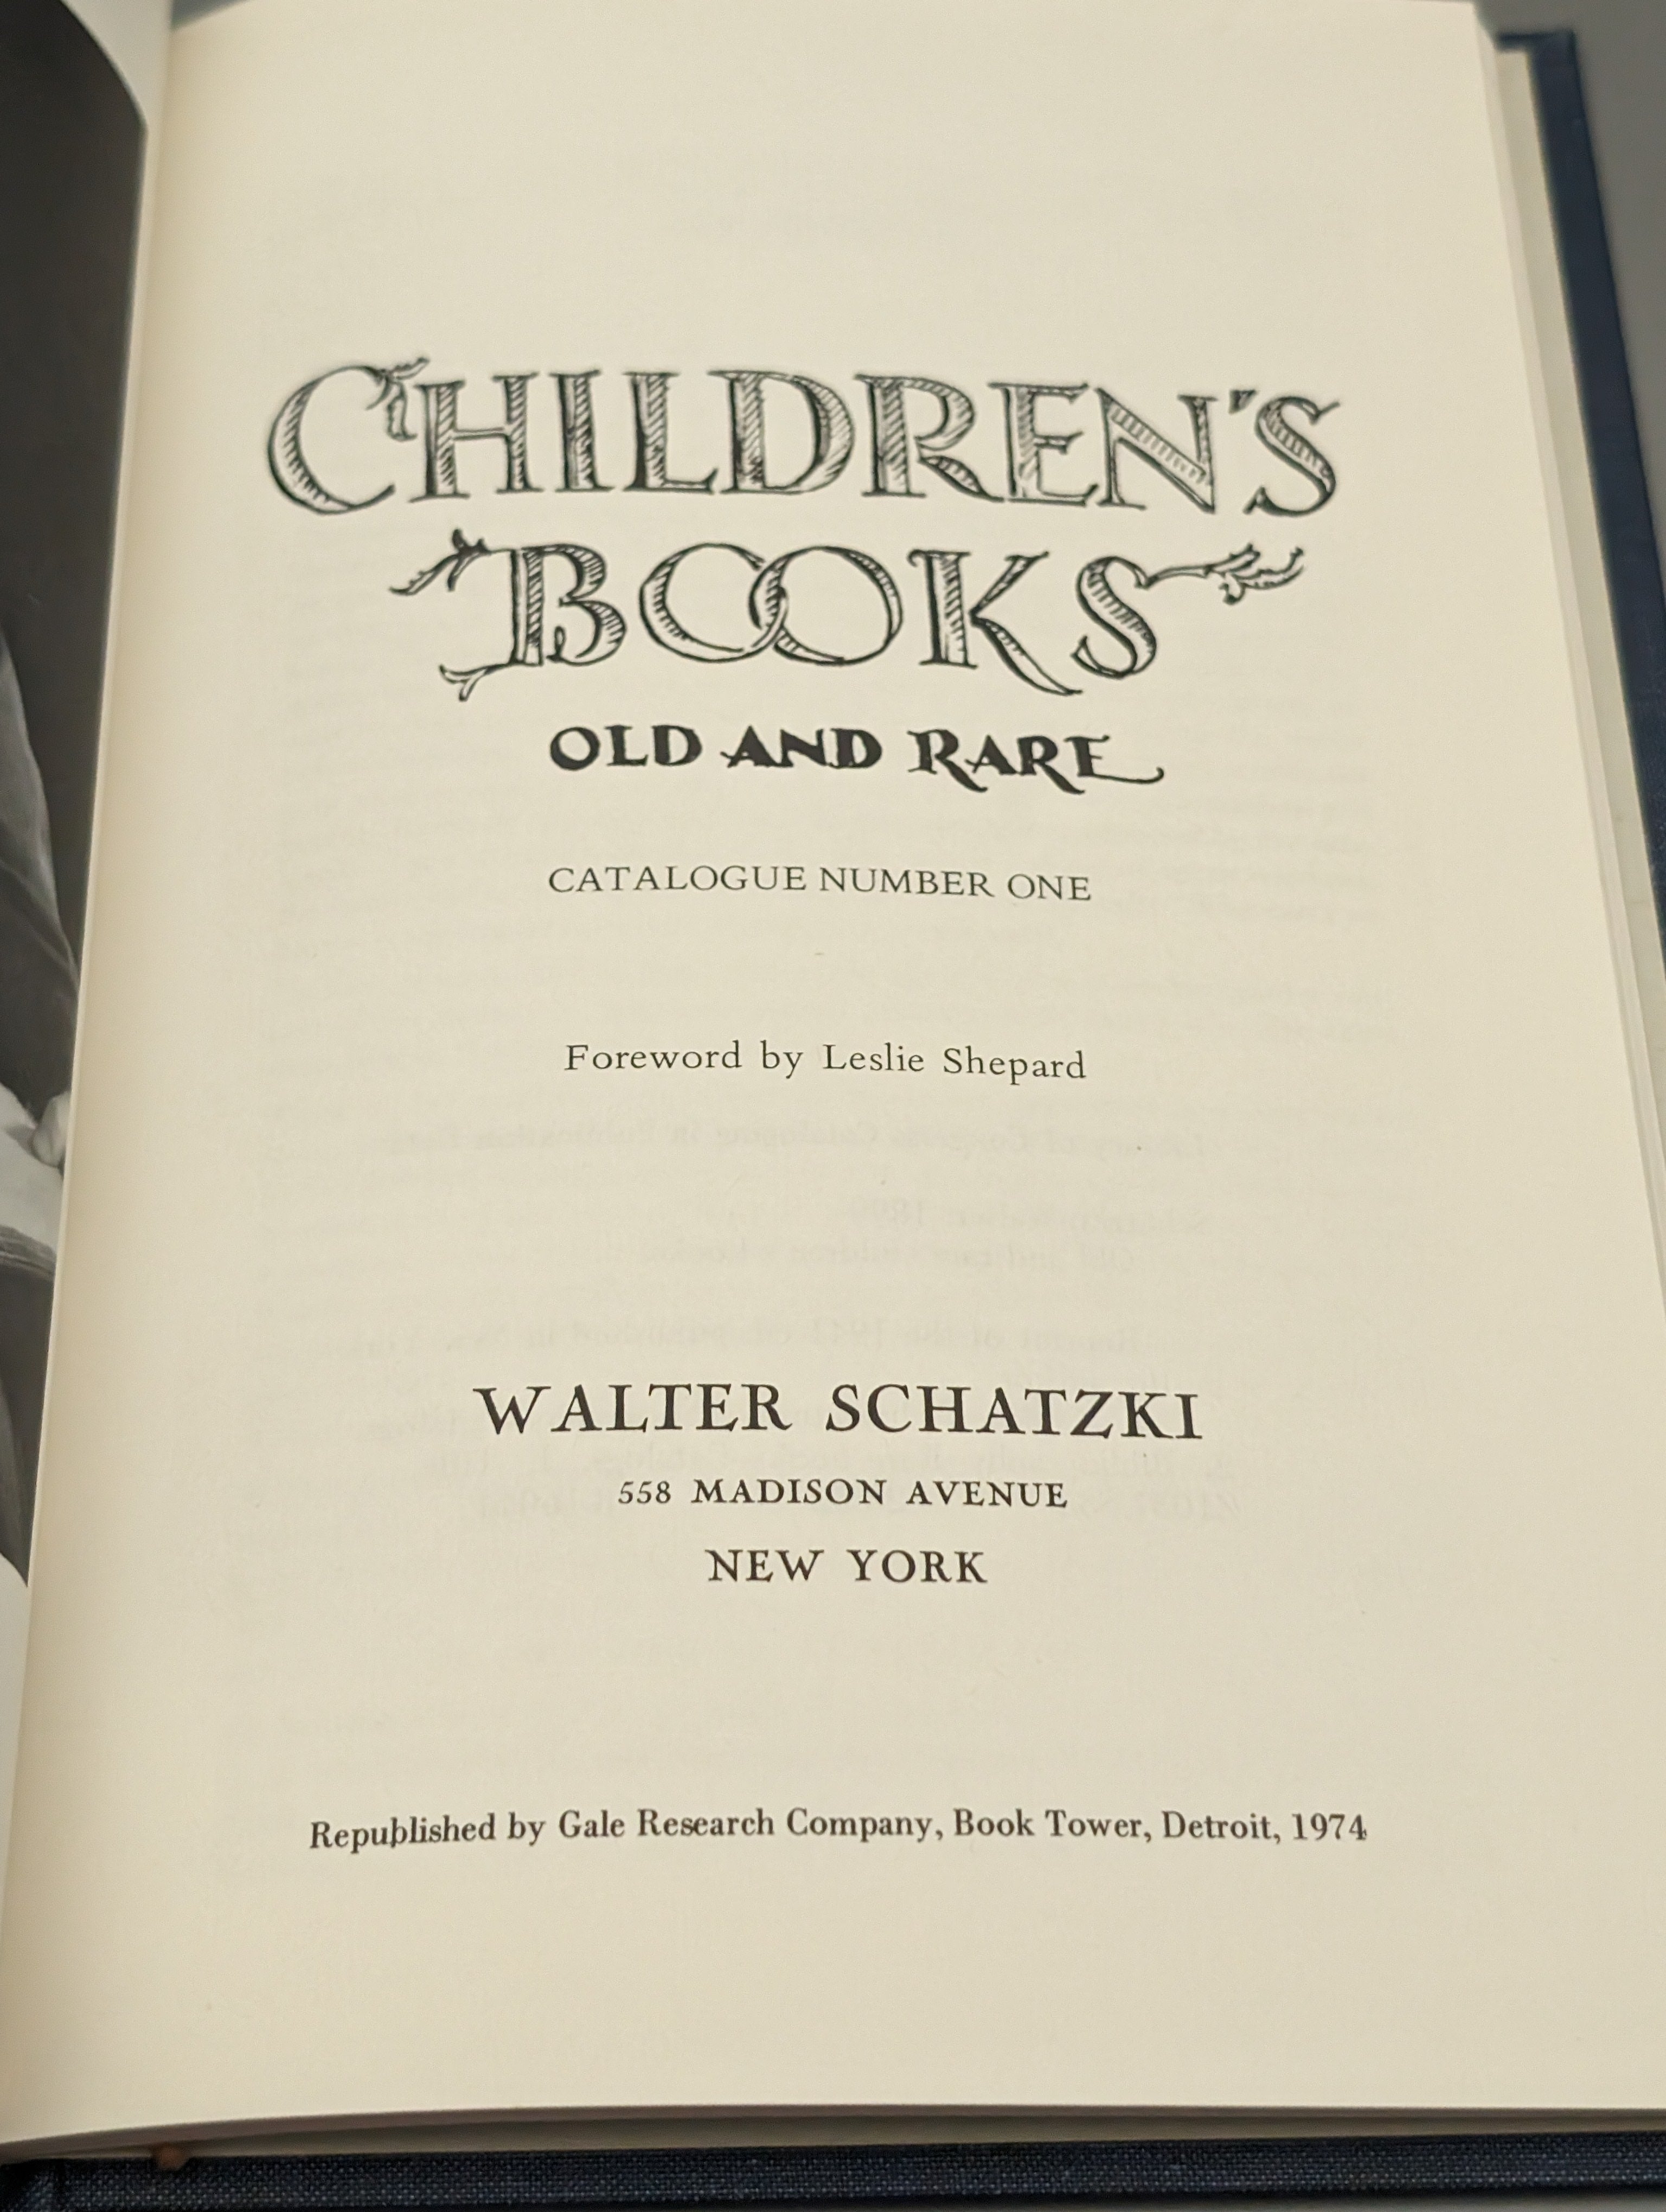 CHILDREN'S
BOOKS
OLD AND RARE
CATALOGUE NUMBER ONE
Foreword by Leslie Shepard
WALTER SCHATZKI
558 MADISON AVENUE
NEW YORK
Republished by Gale Research Company, Book Tower, Detroit, 1974